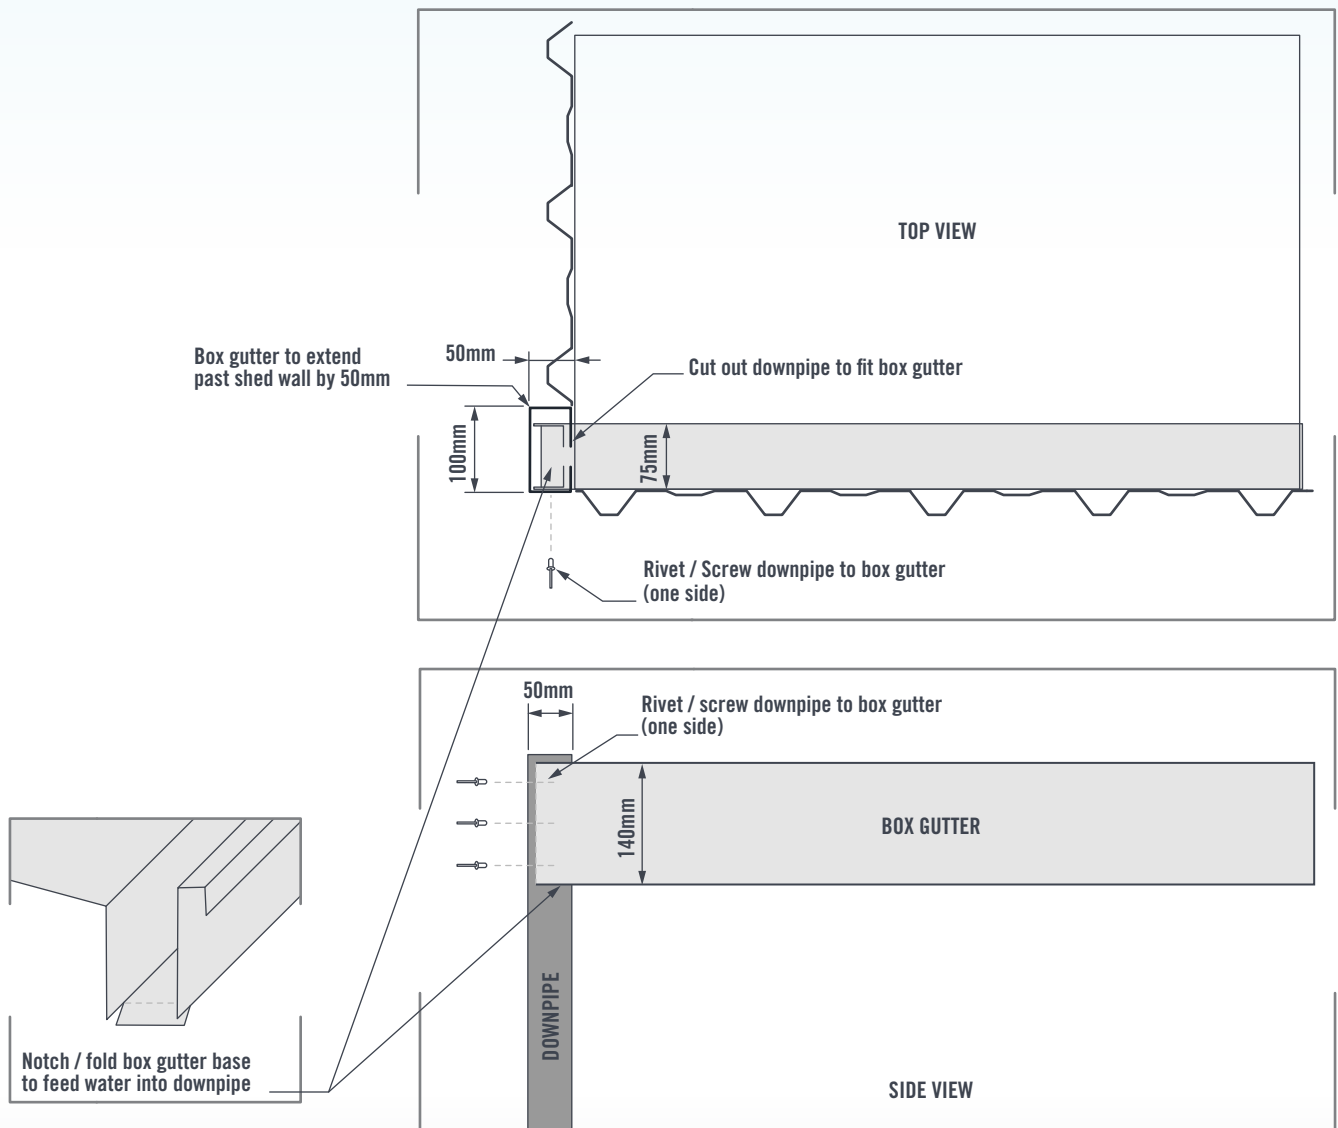 TOP VIEW
Box gutter to extend
past shed wall by 50mm
50mm
Cut out downpipe to fit box gutter
100mm
75mm
Rivet / Screw downpipe to box gutter
(one side)
50mm
Rivet / screw downpipe to box gutter
(one side)
140mm
BOX GUTTER
DOWNPIPE
Notch / fold box gutter base
to feed water into downpipe
SIDE VIEW